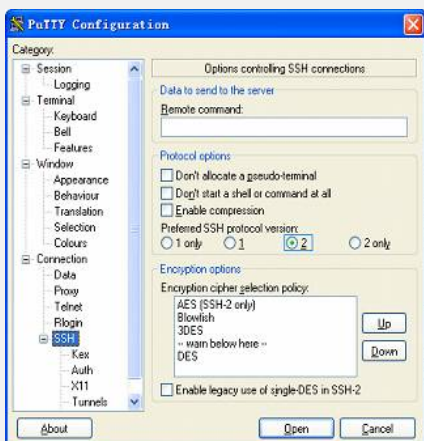 PuTTY Configuration
Category:
Session
Logging
Terminal
Keyboard
Bell
Features
Window
Appearance
Behaviour
Translation
Selection
Colours
Connection
Data
Proxy
Telnet
Rlogin
SSH
Kex
Auth
X11
Tunnels
Options controlling SSH connections
Data to send to the server
Remote command:
Protocol options
Don't allocate a pseudo-terminal
Don't start a shell or command at all
Enable compression
Preferred SSH protocol version:
1 only 1 2 2 only
Encryption options
Encryption cipher selection policy:
AES (SSH-2 only)
Blowfish
3DES
-- warn below here --
DES
Up
Down
Enable legacy use of single-DES in SSH-2
About Open Cancel